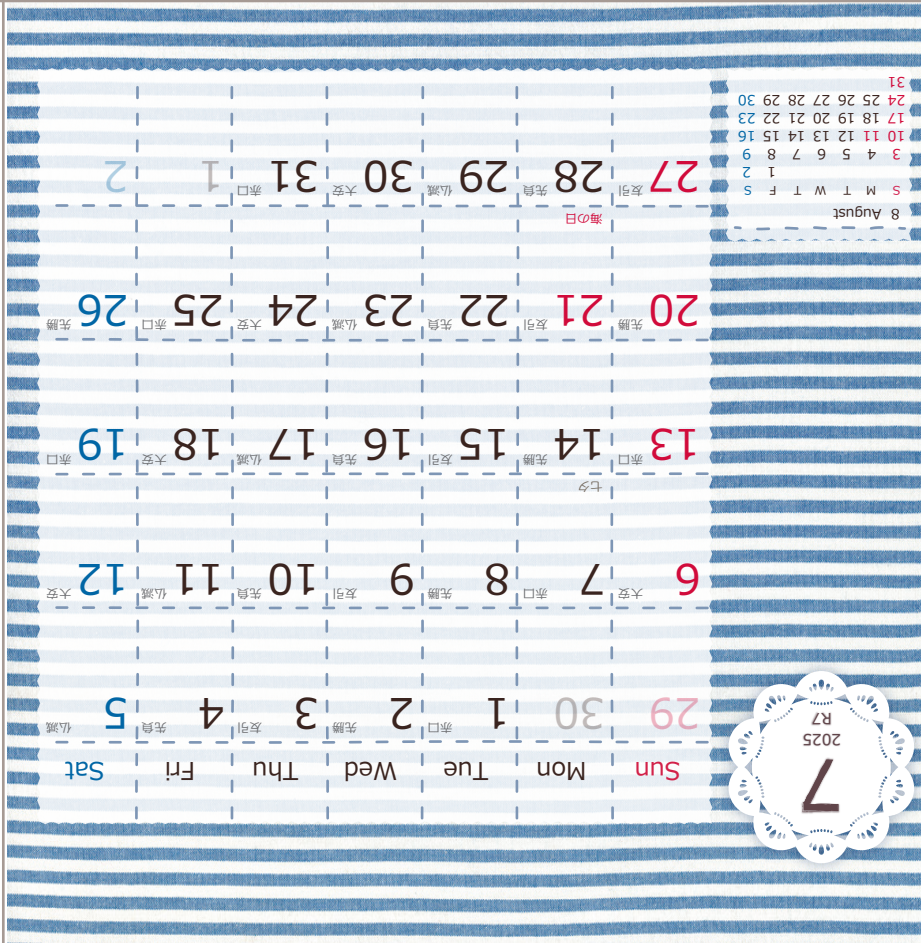 7
2025
R7
Sun Mon Tue Wed Thu Fri Sat
29 30 1 赤口 2 先勝 3 友引 4 先負 5 仏滅
6 大安 7 赤口 8 先勝 9 友引 10 先負 11 仏滅 12 大安
七夕
13 赤口 14 先勝 15 友引 16 先負 17 仏滅 18 大安 19 赤口
20 先勝 21 友引 22 先負 23 仏滅 24 大安 25 赤口 26 先勝
海の日
27 友引 28 先負 29 仏滅 30 大安 31 赤口 1 2
8 August
S M T W T F S
1 2
3 4 5 6 7 8 9
10 11 12 13 14 15 16
17 18 19 20 21 22 23
24 25 26 27 28 29 30
31